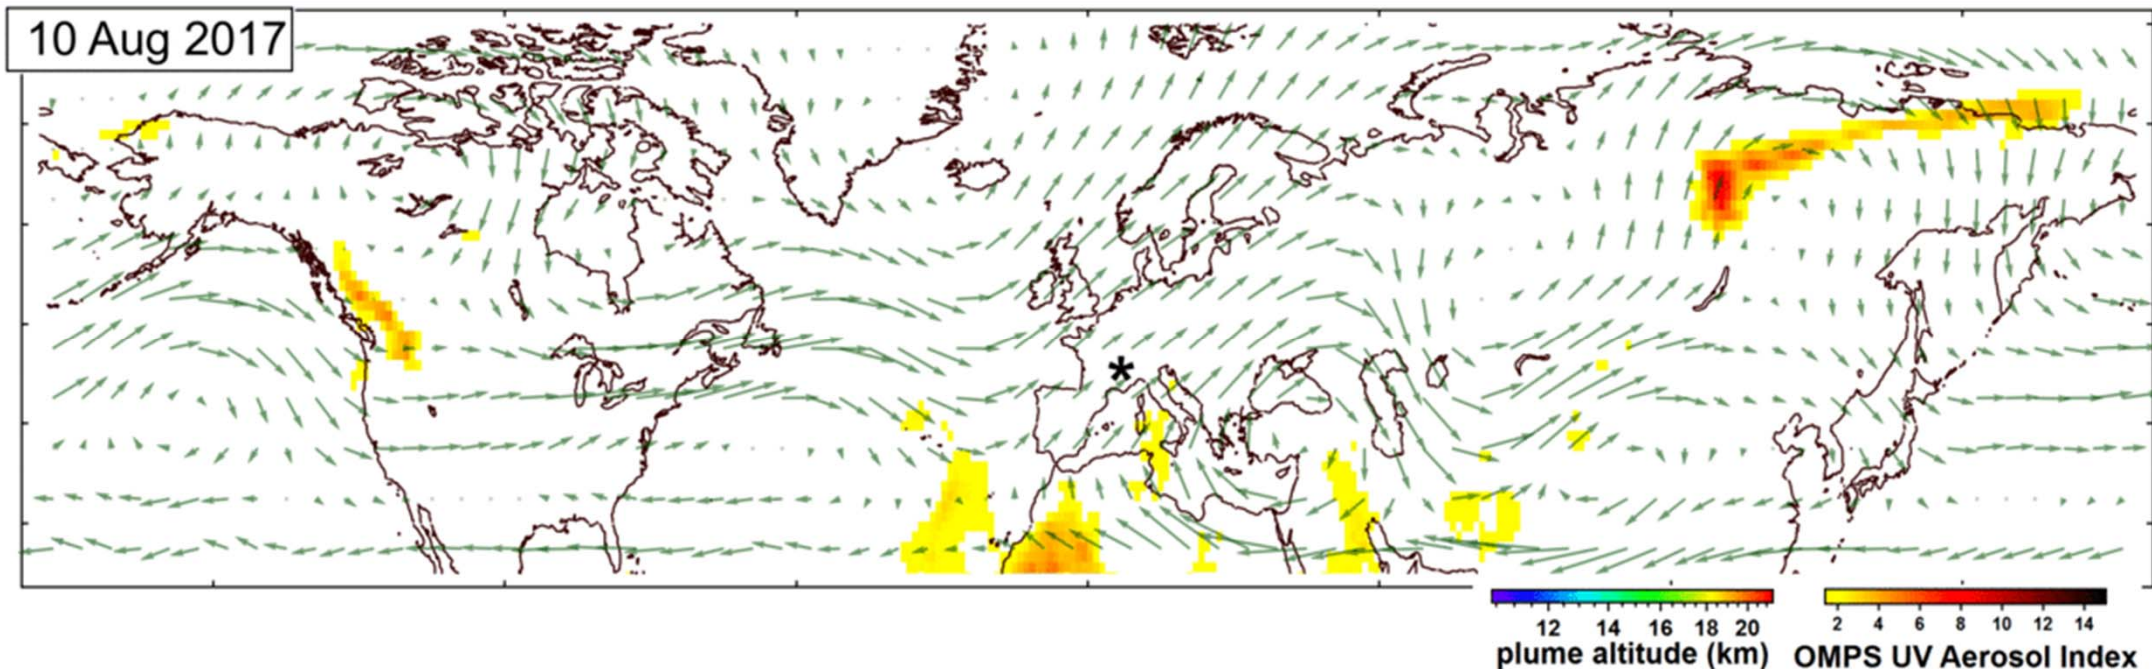 10 Aug 2017
*
12 14 16 18 20
plume altitude (km)
2 4 6 8 10 12 14
OMPS UV Aerosol Index